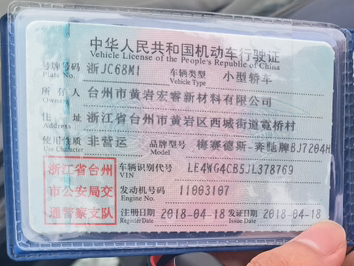 中华人民共和国机动车行驶证
Vehicle License of the People's Republic of China
号牌号码 浙JC68M1 车辆类型 小型轿车
Plate No. Vehicle Type
所有人 台州市黄岩宏睿新材料有限公司
Owner
住址 浙江省台州市黄岩区西城街道霓桥村
Address
使用性质 非营运 品牌型号 梅赛德斯-奔驰牌BJ7204H
Use Character Model
浙江省台州市公安局交通警察支队
车辆识别代号 LE4WG4CB5JL378769
VIN
发动机号码 11003107
Engine No.
注册日期 2018-04-18 发证日期 2018-04-18
Register Date Issue Date